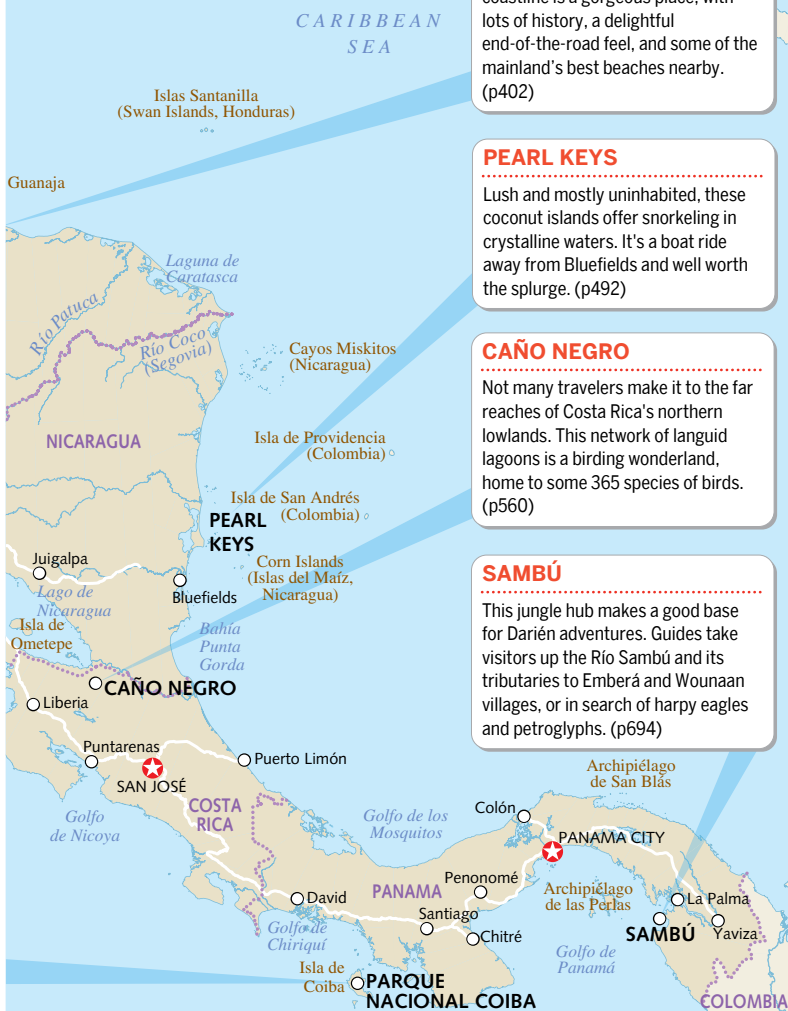 CARIBBEAN
SEA
coastline is a gorgeous place, with
lots of history, a delightful
end-of-the-road feel, and some of the
mainland's best beaches nearby.
(p402)
Islas Santanilla
(Swan Islands, Honduras)
PEARL KEYS
Lush and mostly uninhabited, these
coconut islands offer snorkeling in
crystalline waters. It's a boat ride
away from Bluefields and well worth
the splurge. (p492)
Guanaja
Laguna de
Caratasca
Río Patuca
Río Coco
(Segovia)
Cayos Miskitos
(Nicaragua)
CAÑO NEGRO
Not many travelers make it to the far
reaches of Costa Rica's northern
lowlands. This network of languid
lagoons is a birding wonderland,
home to some 365 species of birds.
(p560)
NICARAGUA
Isla de Providencia
(Colombia)
Isla de San Andrés
(Colombia)
PEARL
KEYS
Corn Islands
(Islas del Maíz,
Nicaragua)
Juigalpa
Bluefields
Lago de
Nicaragua
Isla de
Ometepe
Bahía
Punta
Gorda
SAMBÚ
This jungle hub makes a good base
for Darién adventures. Guides take
visitors up the Río Sambú and its
tributaries to Emberá and Wounaan
villages, or in search of harpy eagles
and petroglyphs. (p694)
CAÑO NEGRO
Liberia
Puntarenas
Puerto Limón
SAN JOSÉ
COSTA
RICA
Golfo
de Nicoya
Golfo de los
Mosquitos
Archipiélago
de San Blás
Colón
PANAMA CITY
Penonomé
PANAMA
David
Santiago
Archipiélago
de las Perlas
La Palma
SAMBÚ
Yaviza
Golfo de
Chiriquí
Chitré
Golfo de
Panamá
Isla de
Coiba
PARQUE
NACIONAL COIBA
COLOMBIA